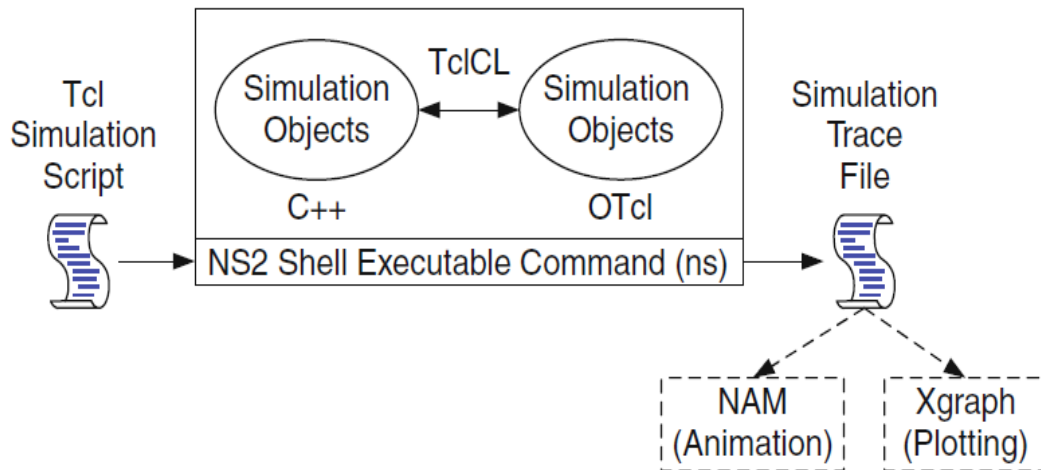 Tcl
Simulation
Script
TclCL
Simulation
Objects
Simulation
Objects
C++
OTcl
NS2 Shell Executable Command (ns)
Simulation
Trace
File
NAM
(Animation)
Xgraph
(Plotting)